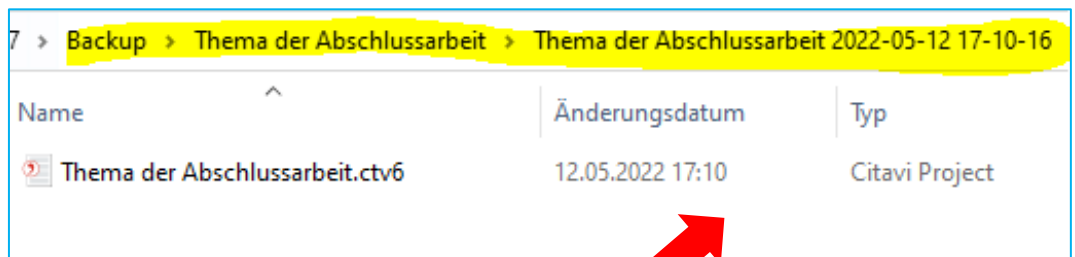 7 > Backup > Thema der Abschlussarbeit > Thema der Abschlussarbeit 2022-05-12 17-10-16
Name Änderungsdatum Typ
Thema der Abschlussarbeit.ctv6 12.05.2022 17:10 Citavi Project